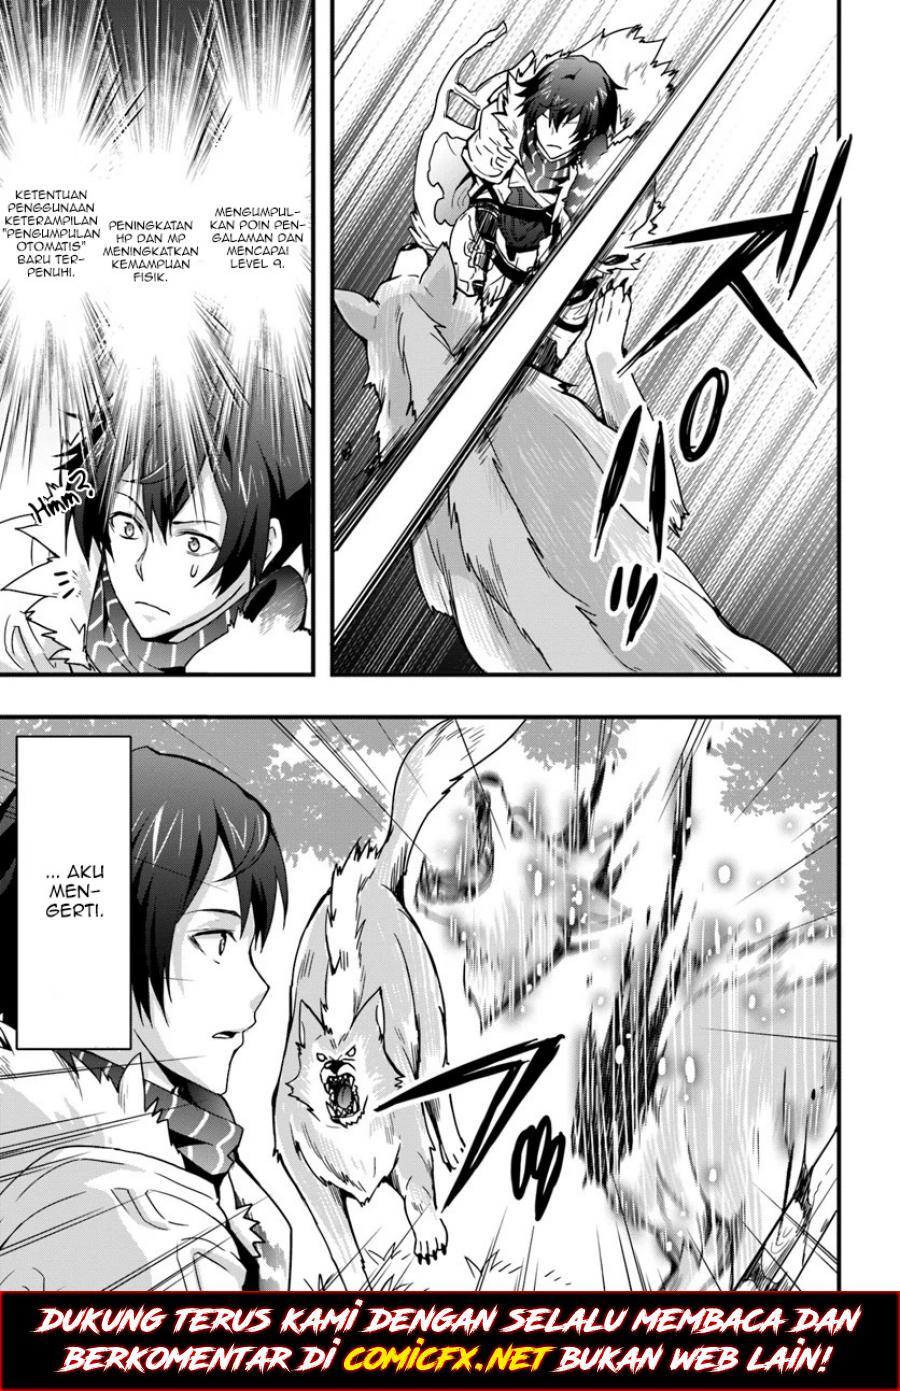 MENGUMPUL-
KAN POIN PEN-
GALAMAN DAN
MENCAPAI
LEVEL 9.
PENINGKATAN
HP DAN MP
MENINGKATKAN
KEMAMPUAN
FISIK.
KETENTUAN
PENGGUNAAN
KETERAMPILAN
"PENGUMPULAN
OTOMATIS"
BARU TER-
PENUHI.
HMM?
... AKU
MEN-
GERTI.
DUKUNG TERUS KAMI DENGAN SELALU MEMBACA DAN
BERKOMENTAR DI COMICFX.NET BUKAN WEB LAIN!